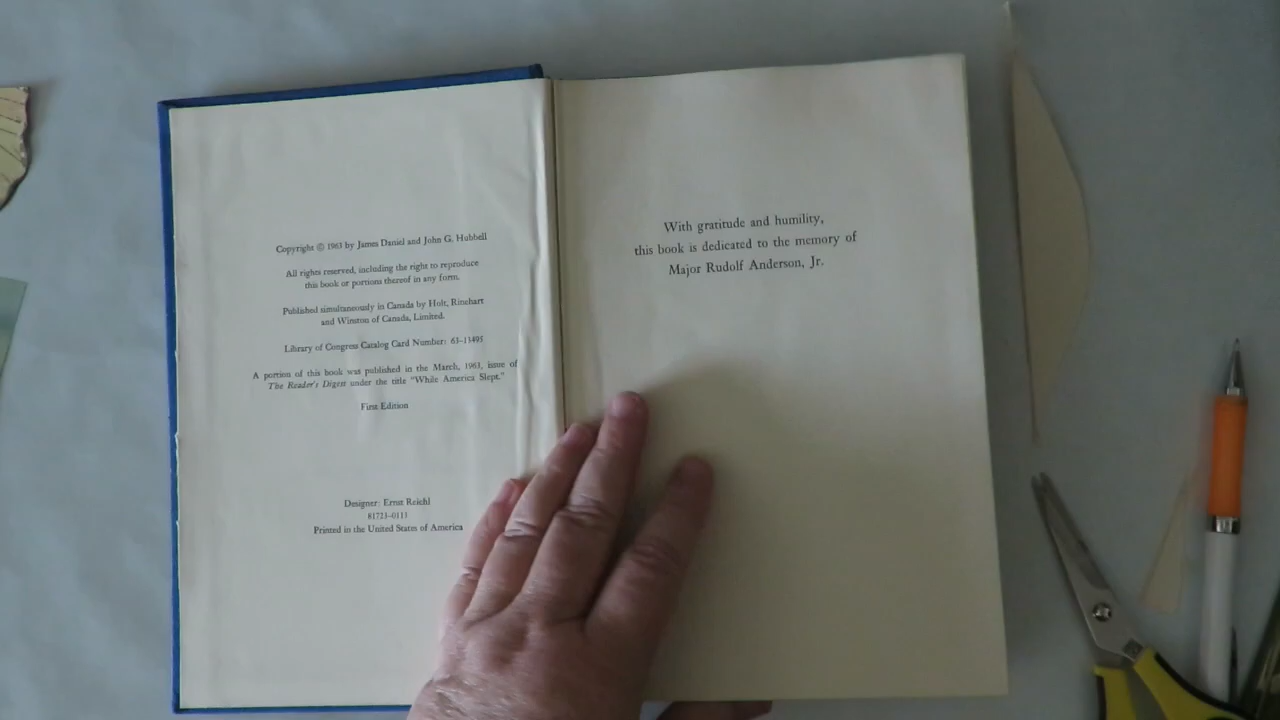 Copyright © 1963 by James Daniel and John G. Hubbell
All rights reserved, including the right to reproduce
this book or portions thereof in any form.
Published simultaneously in Canada by Holt, Rinehart
and Winston of Canada, Limited.
Library of Congress Catalog Card Number: 63-13495
A portion of this book was published in the March, 1963, issue of
The Reader's Digest under the title "While America Slept."
First Edition
Designer: Ernst Reichl
81723-0113
Printed in the United States of America
With gratitude and humility,
this book is dedicated to the memory of
Major Rudolf Anderson, Jr.